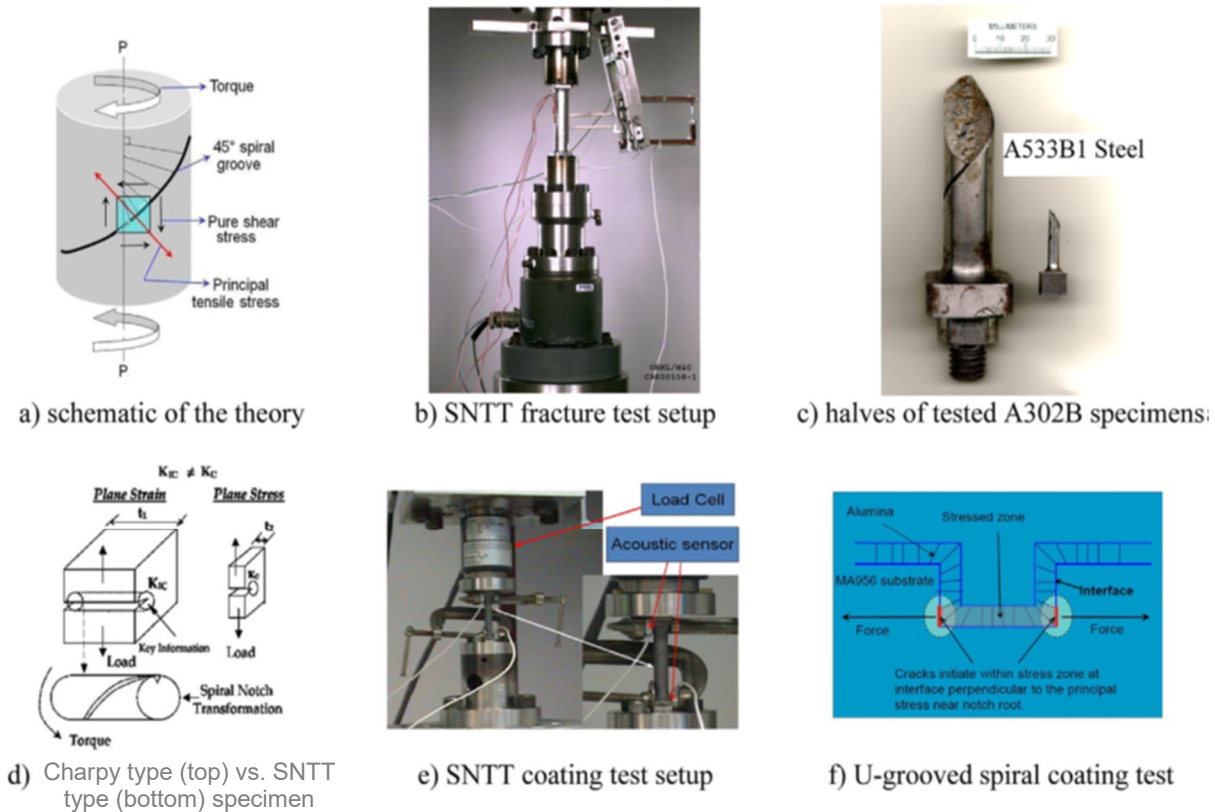 P
Torque
45° spiral
groove
Pure shear
stress
Principal
tensile stress
P
a) schematic of the theory
ORNL/M&C
C9800558-1
b) SNTT fracture test setup
MILLIMETERS
0 10 20 30
A533B1 Steel
c) halves of tested A302B specimens
K_IC ≠ K_C
Plane Strain
Plane Stress
t₁
t₂
K_IC
K_C
Key Information
Load
Load
Spiral Notch
Transformation
Torque
d) Charpy type (top) vs. SNTT
type (bottom) specimen
Load Cell
Acoustic sensor
e) SNTT coating test setup
Alumina
Stressed zone
MA956 substrate
Interface
Force
Force
Cracks initiate within stress zone at
interface perpendicular to the principal
stress near notch root.
f) U-grooved spiral coating test